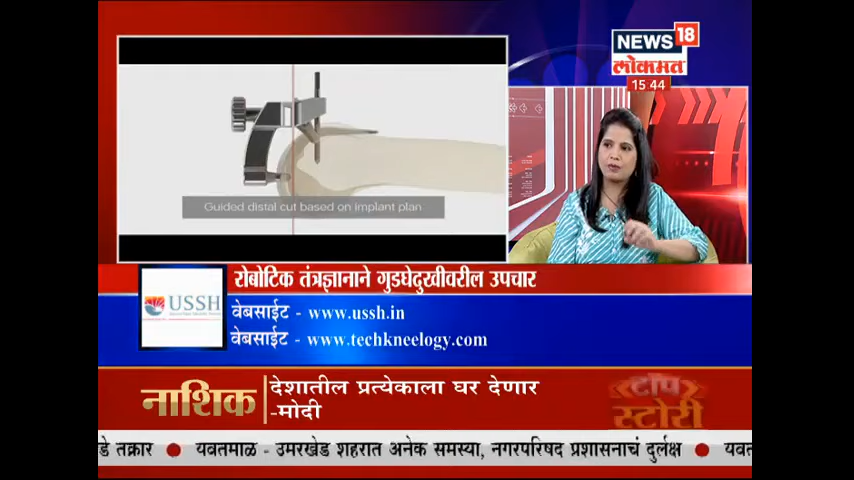 NEWS 18
लोकमत
15:44
Guided distal cut based on implant plan
रोबोटिक तंत्रज्ञानाने गुडघेदुखीवरील उपचार
USSH
वेबसाईट - www.ussh.in
वेबसाईट - www.techkneelogy.com
नाशिक
देशातील प्रत्येकाला घर देणार
-मोदी
टॉप
स्टोरी
डे तक्रार ● यवतमाळ - उमरखेड शहरात अनेक समस्या, नगरपरिषद प्रशासनाचं दुर्लक्ष ● यवत